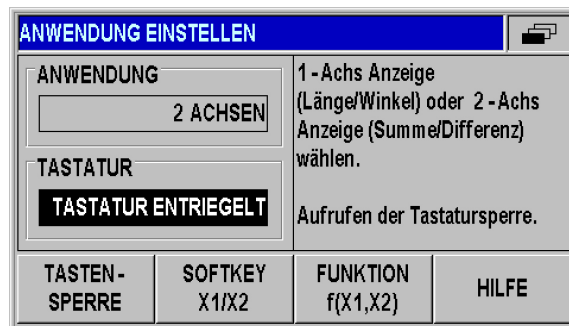 ANWENDUNG EINSTELLEN
ANWENDUNG
2 ACHSEN
TASTATUR
TASTATUR ENTRIEGELT
1 - Achs Anzeige
(Länge/Winkel) oder 2 - Achs
Anzeige (Summe/Differenz)
wählen.
Aufrufen der Tastatursperre.
TASTEN -
SPERRE
SOFTKEY
X1/X2
FUNKTION
f(X1,X2)
HILFE